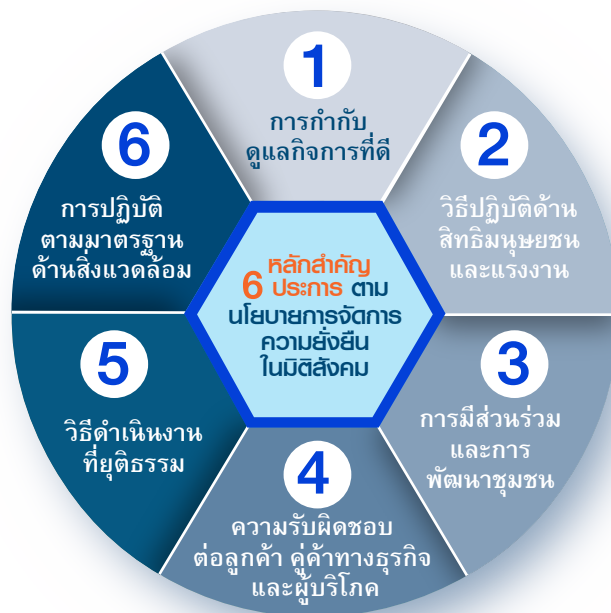 1
การกำกับ
ดูแลกิจการที่ดี
2
วิธีปฏิบัติด้าน
สิทธิมนุษยชน
และแรงงาน
3
การมีส่วนร่วม
และการ
พัฒนาชุมชน
4
ความรับผิดชอบ
ต่อลูกค้า คู่ค้าทางธุรกิจ
และผู้บริโภค
5
วิธีดำเนินงาน
ที่ยุติธรรม
6
การปฏิบัติ
ตามมาตรฐาน
ด้านสิ่งแวดล้อม
หลักสำคัญ
6 ประการ ตาม
นโยบายการจัดการ
ความยั่งยืน
ในมิติสังคม